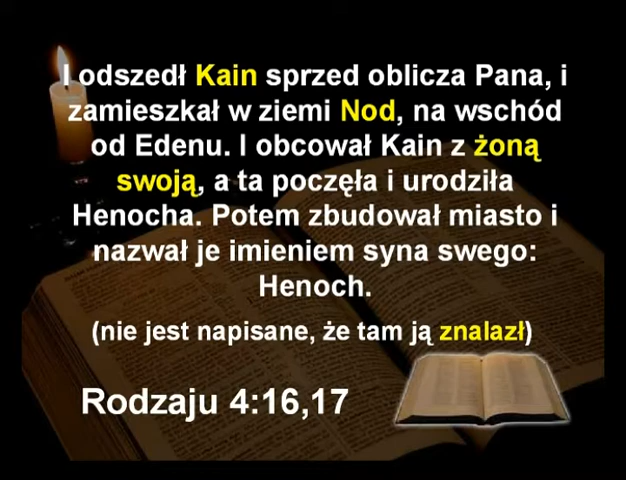 I odszedł Kain sprzed oblicza Pana, i
zamieszkał w ziemi Nod, na wschód
od Edenu. I obcował Kain z żoną
swoją, a ta poczęła i urodziła
Henocha. Potem zbudował miasto i
nazwał je imieniem syna swego:
Henoch.
(nie jest napisane, że tam ją znalazł)
Rodzaju 4:16,17